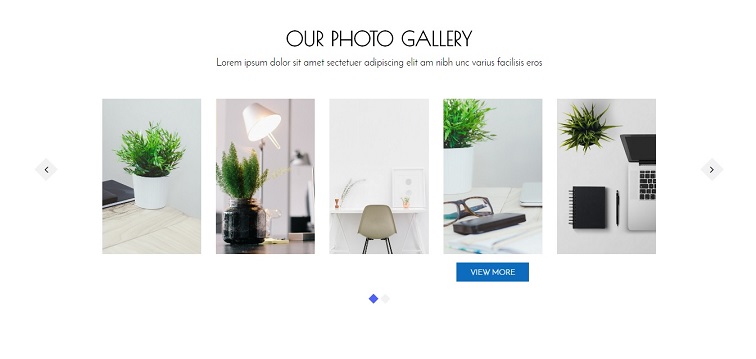 OUR PHOTO GALLERY
Lorem ipsum dolor sit amet sectetuer adipiscing elit am nibh unc varius facilisis eros
VIEW MORE